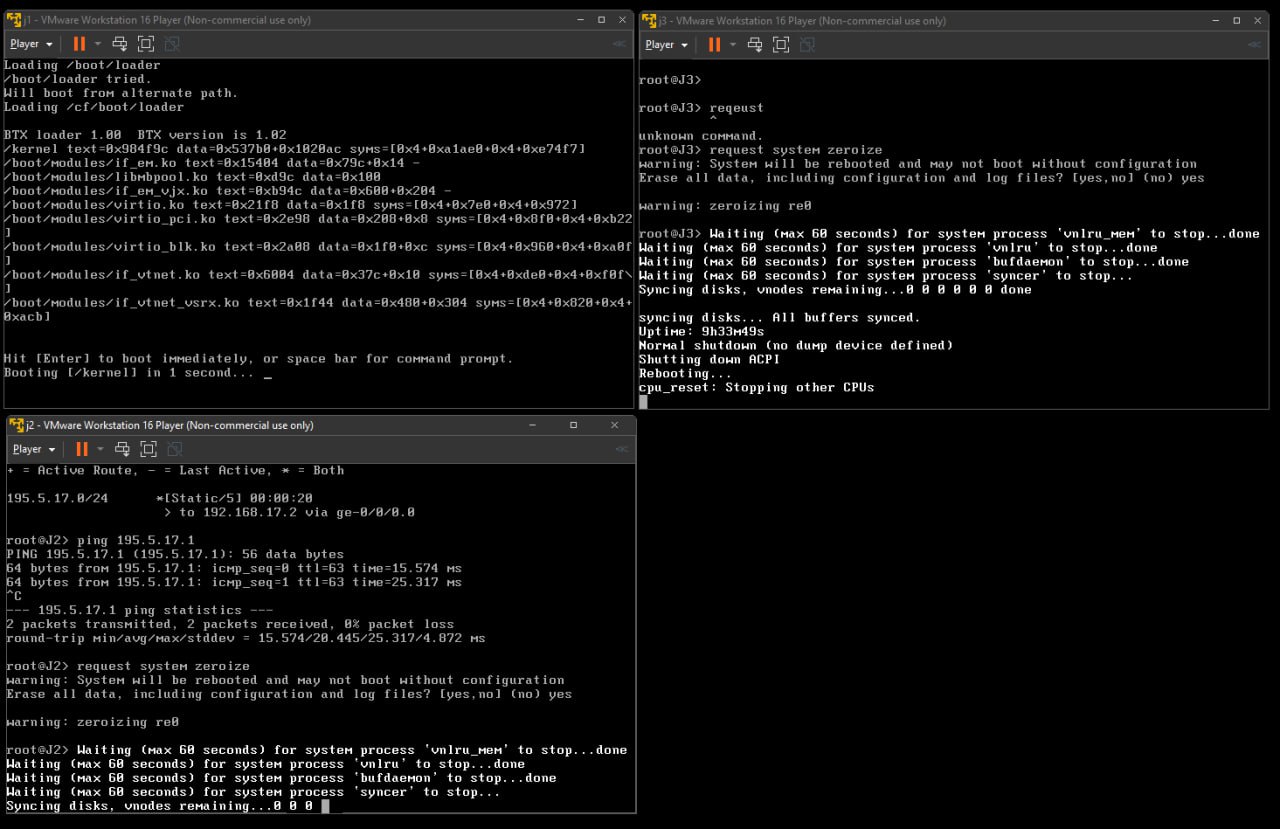 j1 - VMware Workstation 16 Player (Non-commercial use only)
Player
Loading /boot/loader
/boot/loader tried.
Will boot from alternate path.
Loading /cf/boot/loader
BTX loader 1.00  BTX version is 1.02
/kernel text=0x984f9c data=0x537b0+0x1020ac syms=[0x4+0xa1ae0+0x4+0xe74f7]
/boot/modules/if_em.ko text=0x15404 data=0x79c+0x14 -
/boot/modules/libmbpool.ko text=0xd9c data=0x100
/boot/modules/if_em_vjx.ko text=0xb94c data=0x600+0x204 -
/boot/modules/virtio.ko text=0x21f8 data=0x1f8 syms=[0x4+0x7e0+0x4+0x972]
/boot/modules/virtio_pci.ko text=0x2e98 data=0x208+0x8 syms=[0x4+0x8f0+0x4+0xb22
]
/boot/modules/virtio_blk.ko text=0x2a08 data=0x1f0+0xc syms=[0x4+0x960+0x4+0xa0f
]
/boot/modules/if_vtnet.ko text=0x6004 data=0x37c+0x10 syms=[0x4+0xde0+0x4+0xf0f\
]
/boot/modules/if_vtnet_vsrx.ko text=0x1f44 data=0x480+0x304 syms=[0x4+0x820+0x4+
0xacb]
Hit [Enter] to boot immediately, or space bar for command prompt.
Booting [/kernel] in 1 second... _
j3 - VMware Workstation 16 Player (Non-commercial use only)
Player
root@J3>
root@J3> reqeust
^
unknown command.
root@J3> request system zeroize
warning: System will be rebooted and may not boot without configuration
Erase all data, including configuration and log files? [yes,no] (no) yes
warning: zeroizing re0
root@J3> Waiting (max 60 seconds) for system process 'vnlru_mem' to stop...done
Waiting (max 60 seconds) for system process 'vnlru' to stop...done
Waiting (max 60 seconds) for system process 'bufdaemon' to stop...done
Waiting (max 60 seconds) for system process 'syncer' to stop...
Syncing disks, vnodes remaining...0 0 0 0 0 0 done
syncing disks... All buffers synced.
Uptime: 9h33m49s
Normal shutdown (no dump device defined)
Shutting down ACPI
Rebooting...
cpu_reset: Stopping other CPUs
j2 - VMware Workstation 16 Player (Non-commercial use only)
Player
+ = Active Route, - = Last Active, * = Both
195.5.17.0/24      *[Static/5] 00:00:20
> to 192.168.17.2 via ge-0/0/0.0
root@J2> ping 195.5.17.1
PING 195.5.17.1 (195.5.17.1): 56 data bytes
64 bytes from 195.5.17.1: icmp_seq=0 ttl=63 time=15.574 ms
64 bytes from 195.5.17.1: icmp_seq=1 ttl=63 time=25.317 ms
^C
--- 195.5.17.1 ping statistics ---
2 packets transmitted, 2 packets received, 0% packet loss
round-trip min/avg/max/stddev = 15.574/20.445/25.317/4.872 ms
root@J2> request system zeroize
warning: System will be rebooted and may not boot without configuration
Erase all data, including configuration and log files? [yes,no] (no) yes
warning: zeroizing re0
root@J2> Waiting (max 60 seconds) for system process 'vnlru_mem' to stop...done
Waiting (max 60 seconds) for system process 'vnlru' to stop...done
Waiting (max 60 seconds) for system process 'bufdaemon' to stop...done
Waiting (max 60 seconds) for system process 'syncer' to stop...
Syncing disks, vnodes remaining...0 0 0